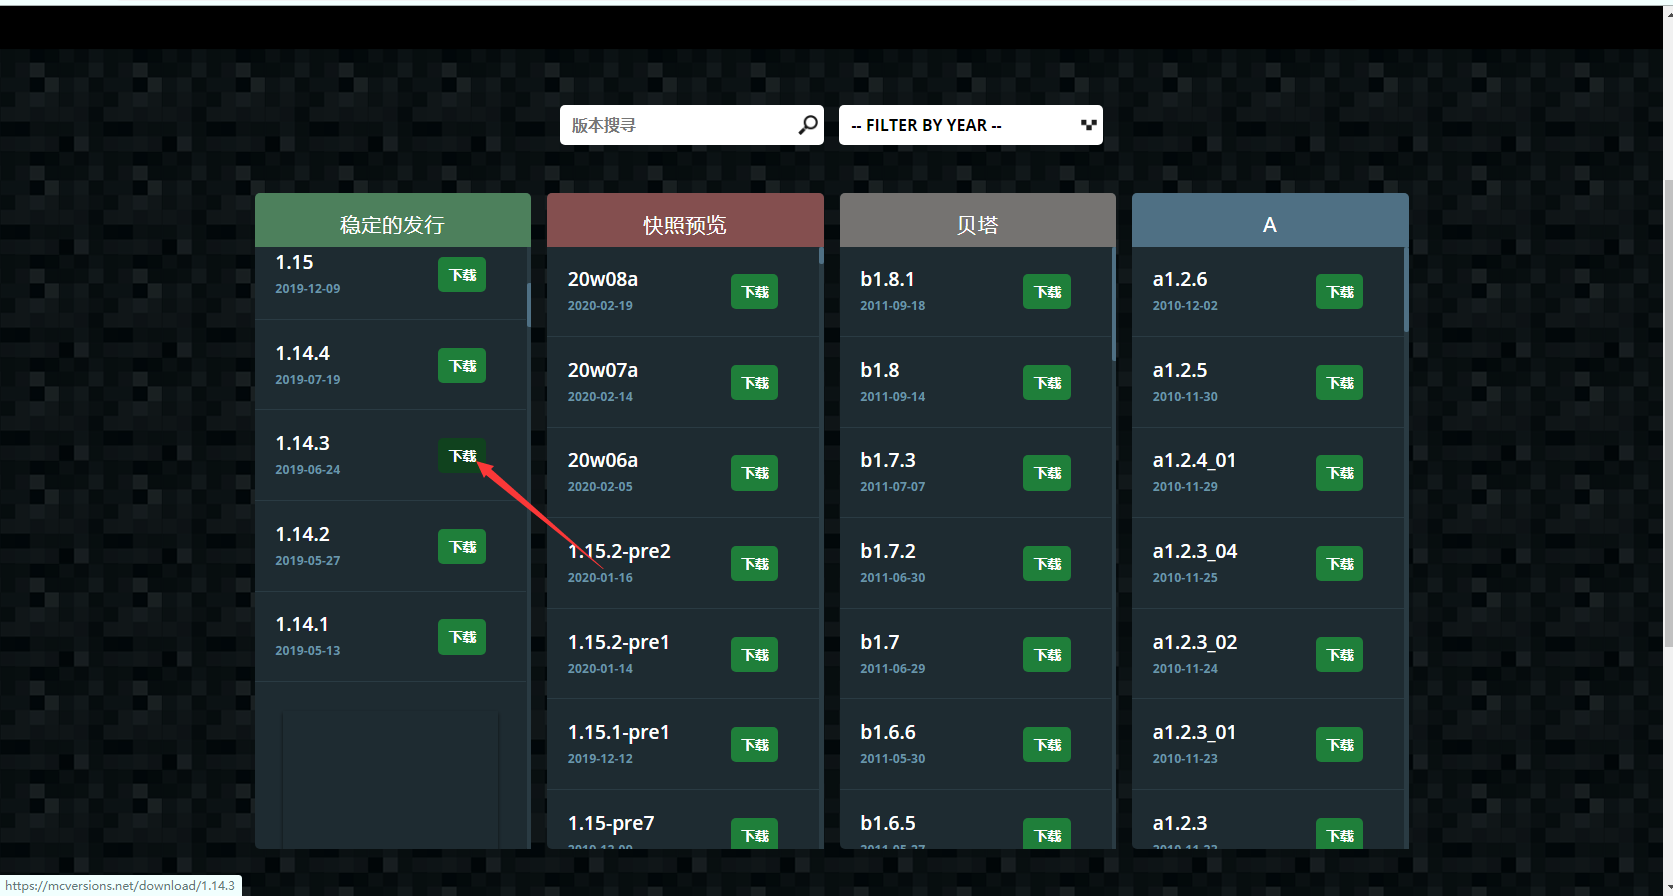 版本搜寻
-- FILTER BY YEAR --
稳定的发行
1.15
下载
2019-12-09
1.14.4
下载
2019-07-19
1.14.3
下载
2019-06-24
1.14.2
下载
2019-05-27
1.14.1
下载
2019-05-13
快照预览
20w08a
下载
2020-02-19
20w07a
下载
2020-02-14
20w06a
下载
2020-02-05
1.15.2-pre2
下载
2020-01-16
1.15.2-pre1
下载
2020-01-14
1.15.1-pre1
下载
2019-12-12
1.15-pre7
下载
贝塔
b1.8.1
下载
2011-09-18
b1.8
下载
2011-09-14
b1.7.3
下载
2011-07-07
b1.7.2
下载
2011-06-30
b1.7
下载
2011-06-29
b1.6.6
下载
2011-05-30
b1.6.5
下载
A
a1.2.6
下载
2010-12-02
a1.2.5
下载
2010-11-30
a1.2.4_01
下载
2010-11-29
a1.2.3_04
下载
2010-11-25
a1.2.3_02
下载
2010-11-24
a1.2.3_01
下载
2010-11-23
a1.2.3
下载
https://mcversions.net/download/1.14.3